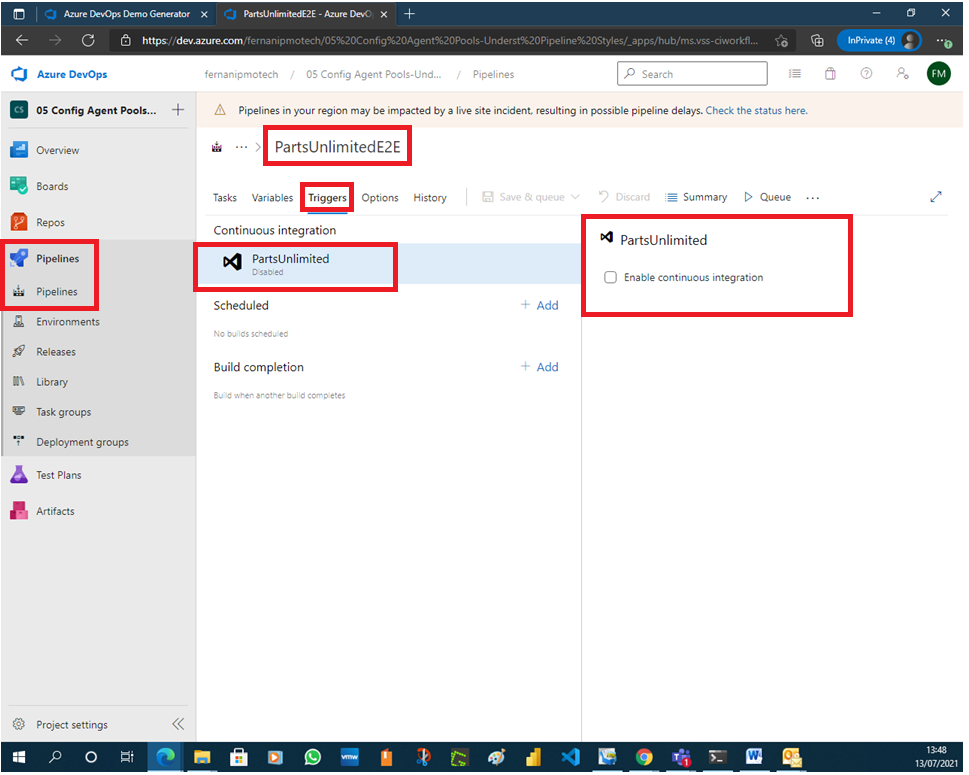 Azure DevOps Demo Generator
PartsUnlimitedE2E - Azure DevO
https://dev.azure.com/fernanipmotech/05%20Config%20Agent%20Pools-Underst%20Pipeline%20Styles/_apps/hub/ms.vss-ciworkfl...
InPrivate (4)
Azure DevOps
fernanipmotech / 05 Config Agent Pools-Und... / Pipelines
Search
FM
CS 05 Config Agent Pools...
Pipelines in your region may be impacted by a live site incident, resulting in possible pipeline delays. Check the status here.
... > PartsUnlimitedE2E
Overview
Boards
Repos
Pipelines
Pipelines
Environments
Releases
Library
Task groups
Deployment groups
Test Plans
Artifacts
Project settings
Tasks Variables Triggers Options History Save & queue Discard Summary Queue ...
Continuous integration
PartsUnlimited
Disabled
Scheduled + Add
No builds scheduled
Build completion + Add
Build when another build completes
PartsUnlimited
Enable continuous integration
vmw
13:48
13/07/2021